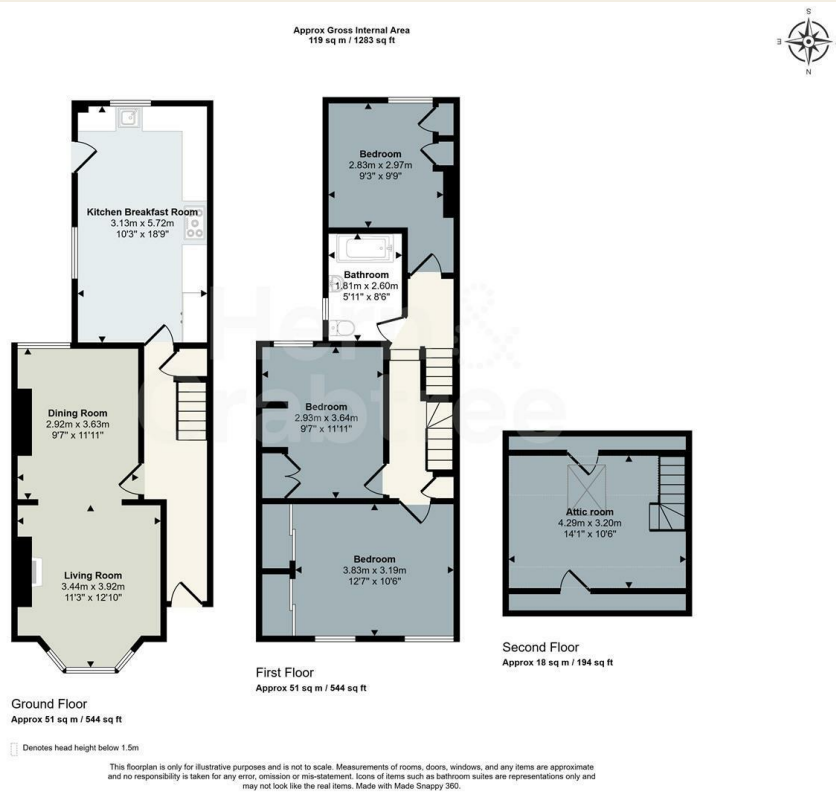 Approx Gross Internal Area
119 sq m / 1283 sq ft
S
E
N
Kitchen Breakfast Room
3.13m x 5.72m
10'3" x 18'9"
Dining Room
2.92m x 3.63m
9'7" x 11'11"
Living Room
3.44m x 3.92m
11'3" x 12'10"
Ground Floor
Approx 51 sq m / 544 sq ft
Bedroom
2.83m x 2.97m
9'3" x 9'9"
Bathroom
1.81m x 2.60m
5'11" x 8'6"
Bedroom
2.93m x 3.64m
9'7" x 11'11"
Bedroom
3.83m x 3.19m
12'7" x 10'6"
First Floor
Approx 51 sq m / 544 sq ft
Attic room
4.29m x 3.20m
14'1" x 10'6"
Second Floor
Approx 18 sq m / 194 sq ft
Hern &
Crabtree
Denotes head height below 1.5m
This floorplan is only for illustrative purposes and is not to scale. Measurements of rooms, doors, windows, and any items are approximate
and no responsibility is taken for any error, omission or mis-statement. Icons of items such as bathroom suites are representations only and
may not look like the real items. Made with Made Snappy 360.